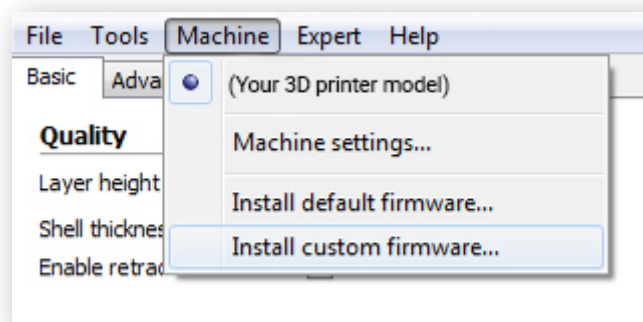 File Tools Machine Expert Help
Basic Adva
(Your 3D printer model)
Quality
Machine settings...
Layer height
Install default firmware...
Shell thicknes
Install custom firmware...
Enable retrac